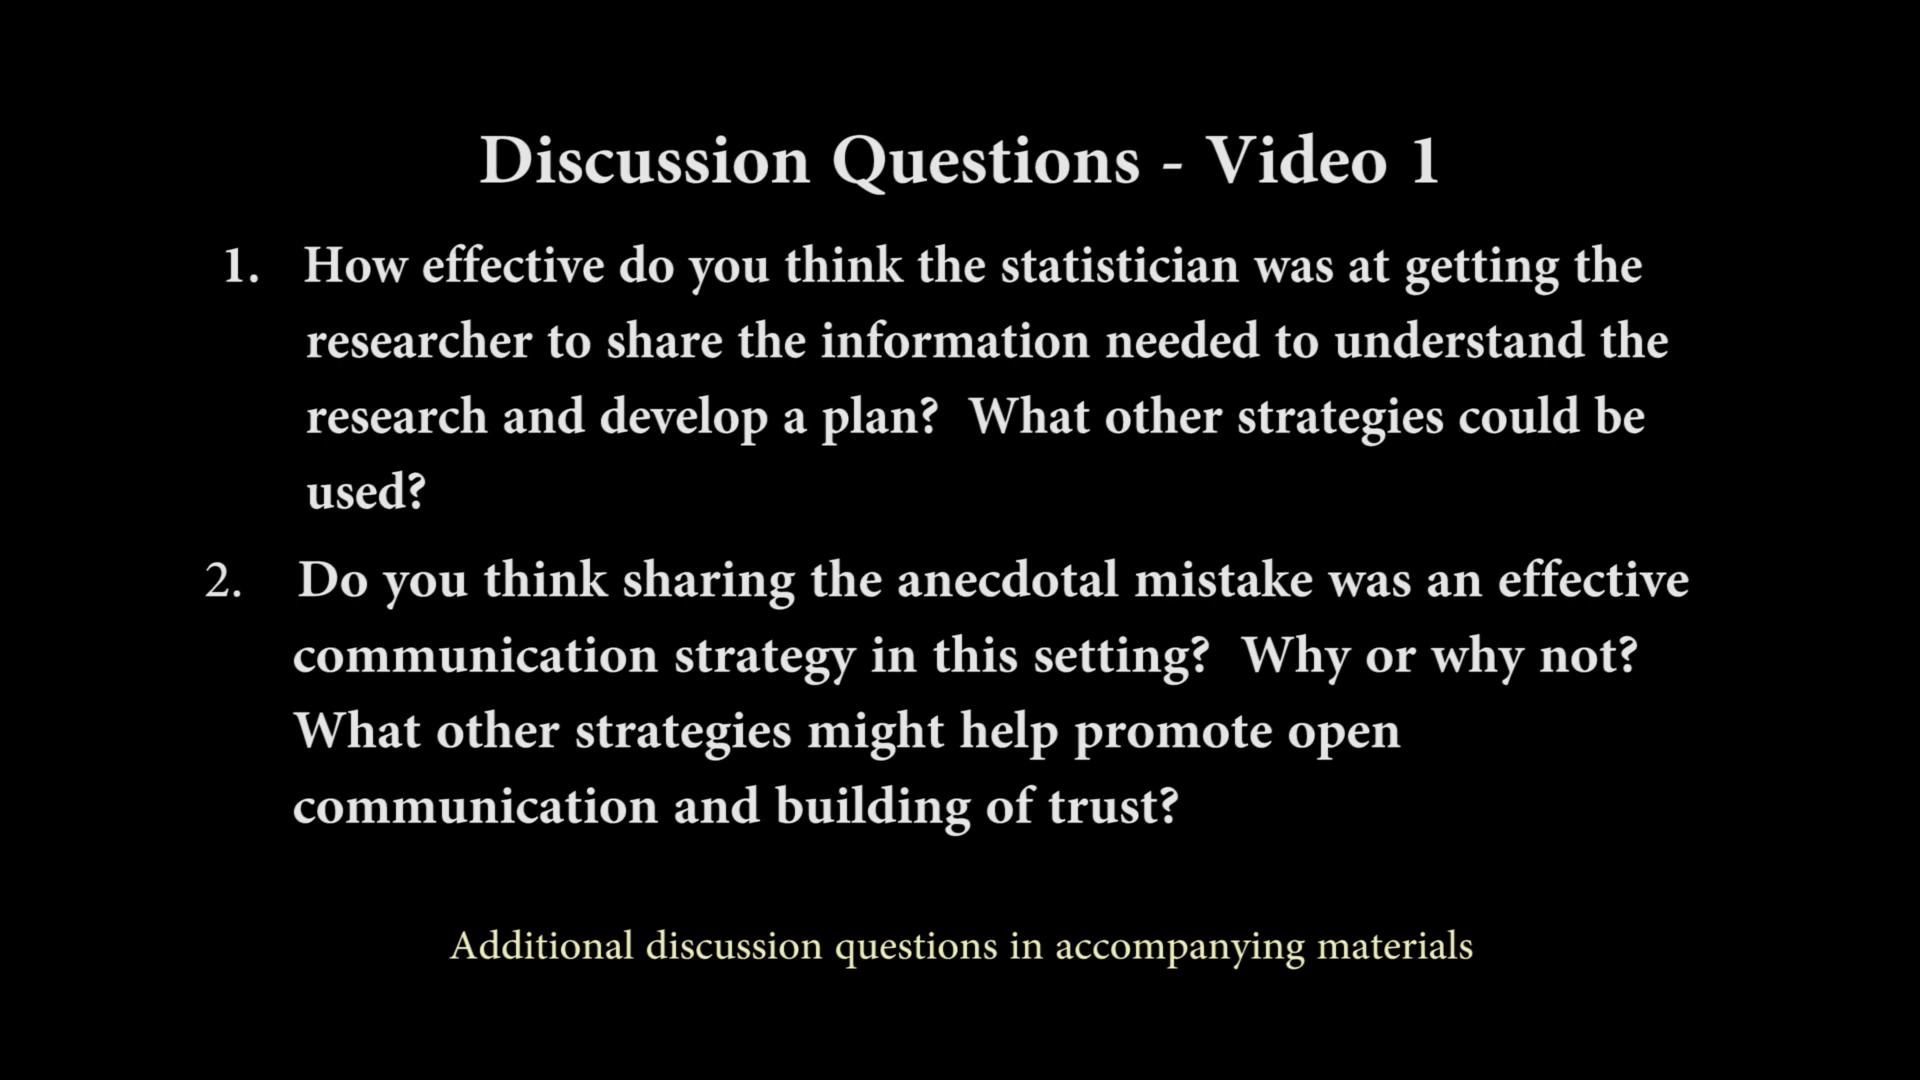 Discussion Questions - Video 1
1. How effective do you think the statistician was at getting the
researcher to share the information needed to understand the
research and develop a plan?  What other strategies could be
used?
2. Do you think sharing the anecdotal mistake was an effective
communication strategy in this setting?  Why or why not?
What other strategies might help promote open
communication and building of trust?
Additional discussion questions in accompanying materials